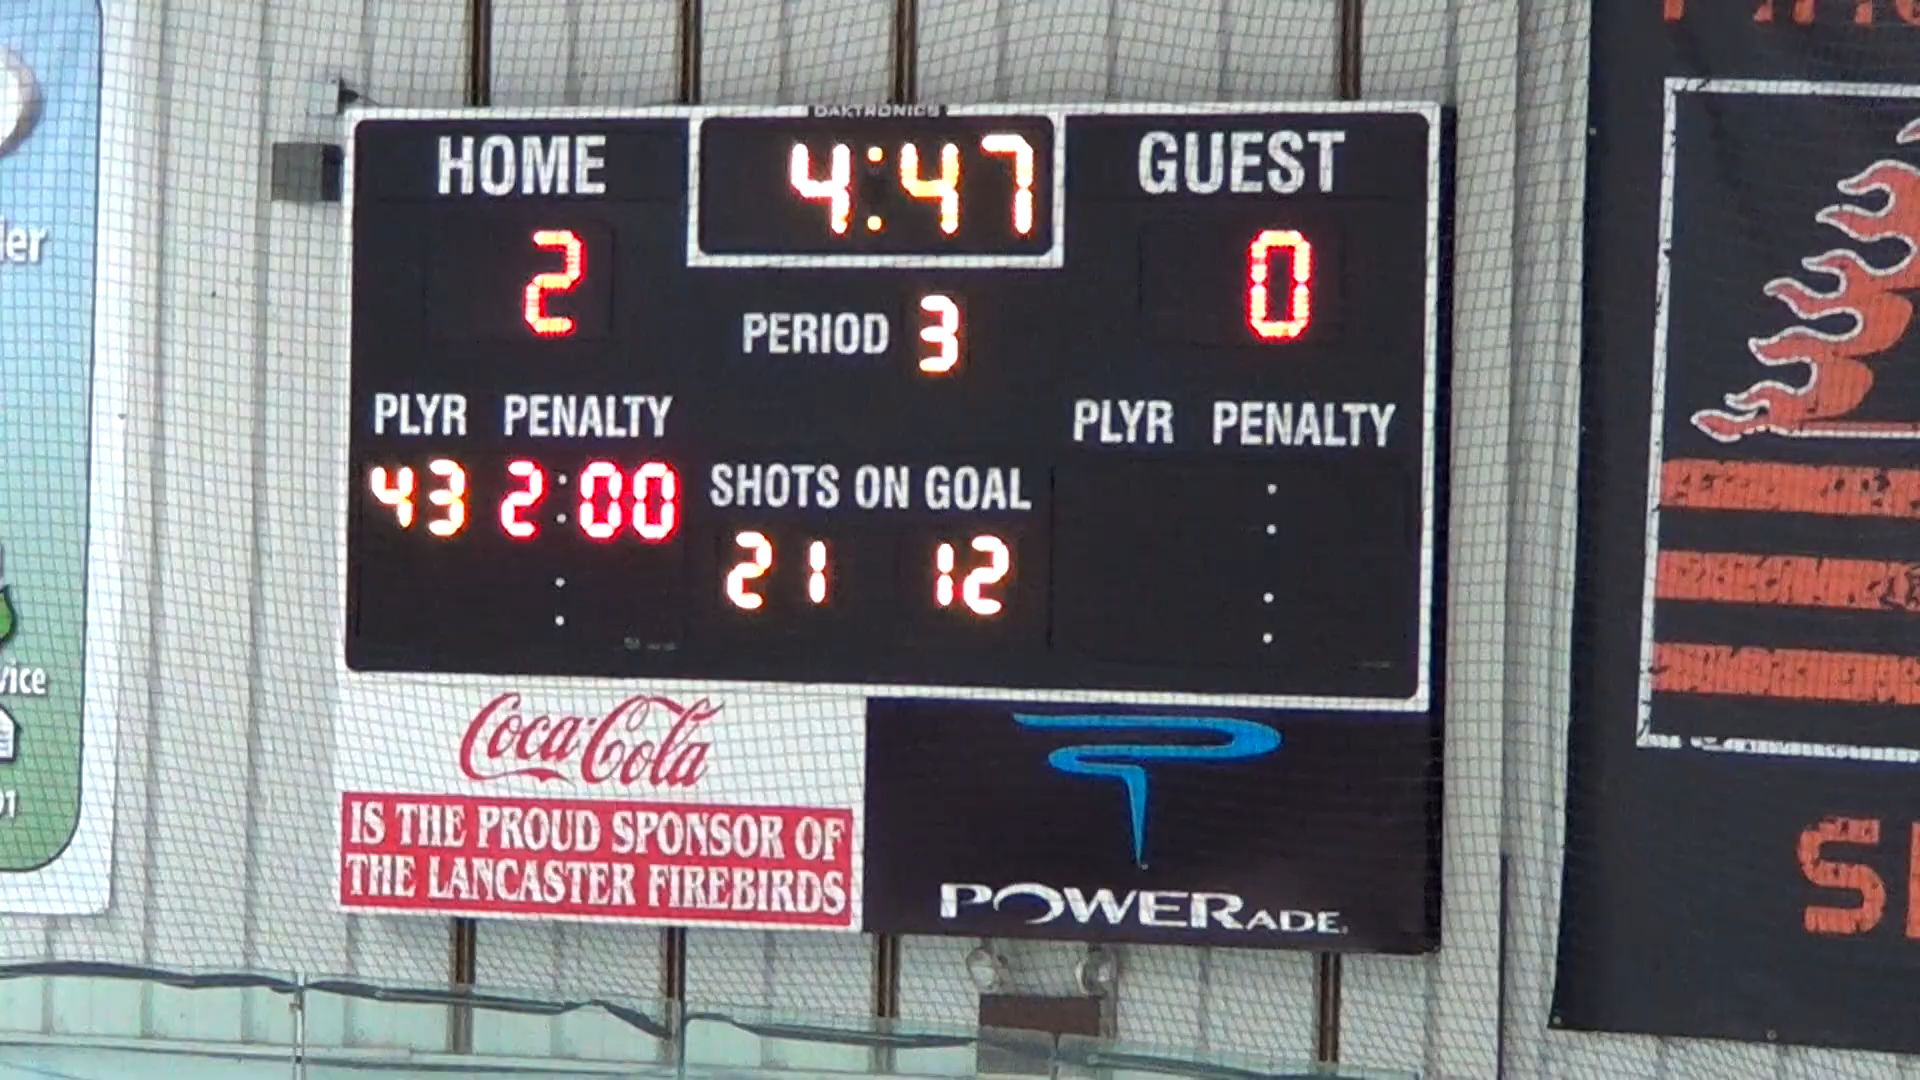 DAKTRONICS
HOME
4:47
GUEST
2
0
PERIOD 3
PLYR PENALTY
PLYR PENALTY
43 2:00
SHOTS ON GOAL
:
21 12
:
:
Coca-Cola
IS THE PROUD SPONSOR OF
THE LANCASTER FIREBIRDS
POWERADE